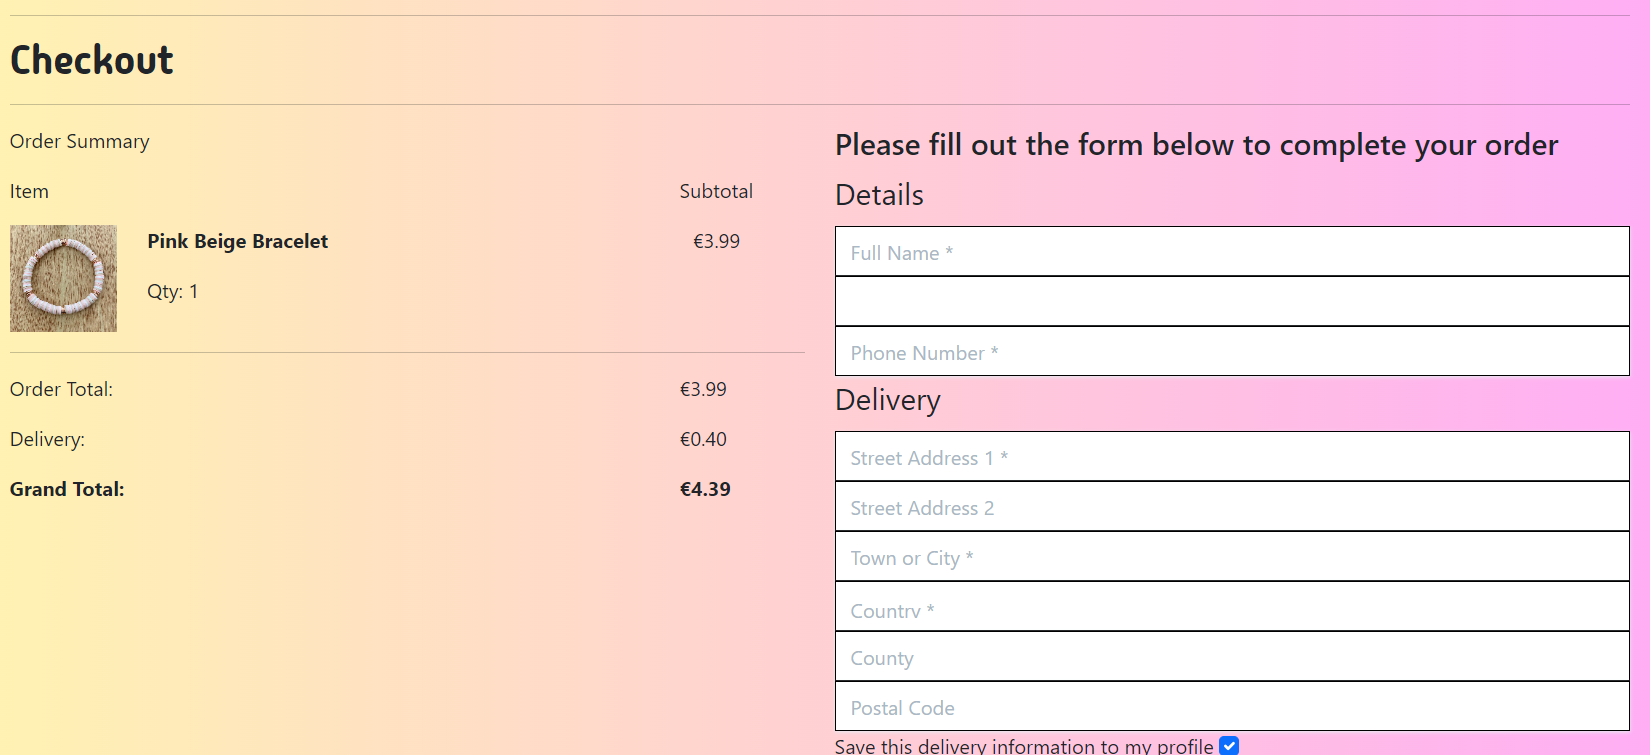 Checkout
Order Summary
Item Subtotal
Pink Beige Bracelet €3.99
Qty: 1
Order Total: €3.99
Delivery: €0.40
Grand Total: €4.39
Please fill out the form below to complete your order
Details
Full Name *
Phone Number *
Delivery
Street Address 1 *
Street Address 2
Town or City *
Country *
County
Postal Code
Save this delivery information to my profile